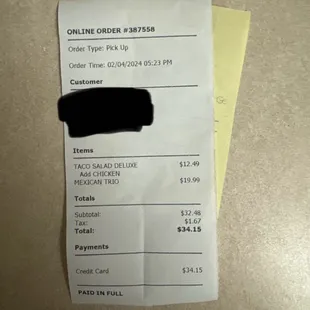 ONLINE ORDER #387558
Order Type: Pick Up
Order Time: 02/04/2024 05:23 PM
Customer
Items
TACO SALAD DELUXE $12.49
Add CHICKEN
MEXICAN TRIO $19.99
Totals
Subtotal: $32.48
Tax: $1.67
Total: $34.15
Payments
Credit Card $34.15
PAID IN FULL